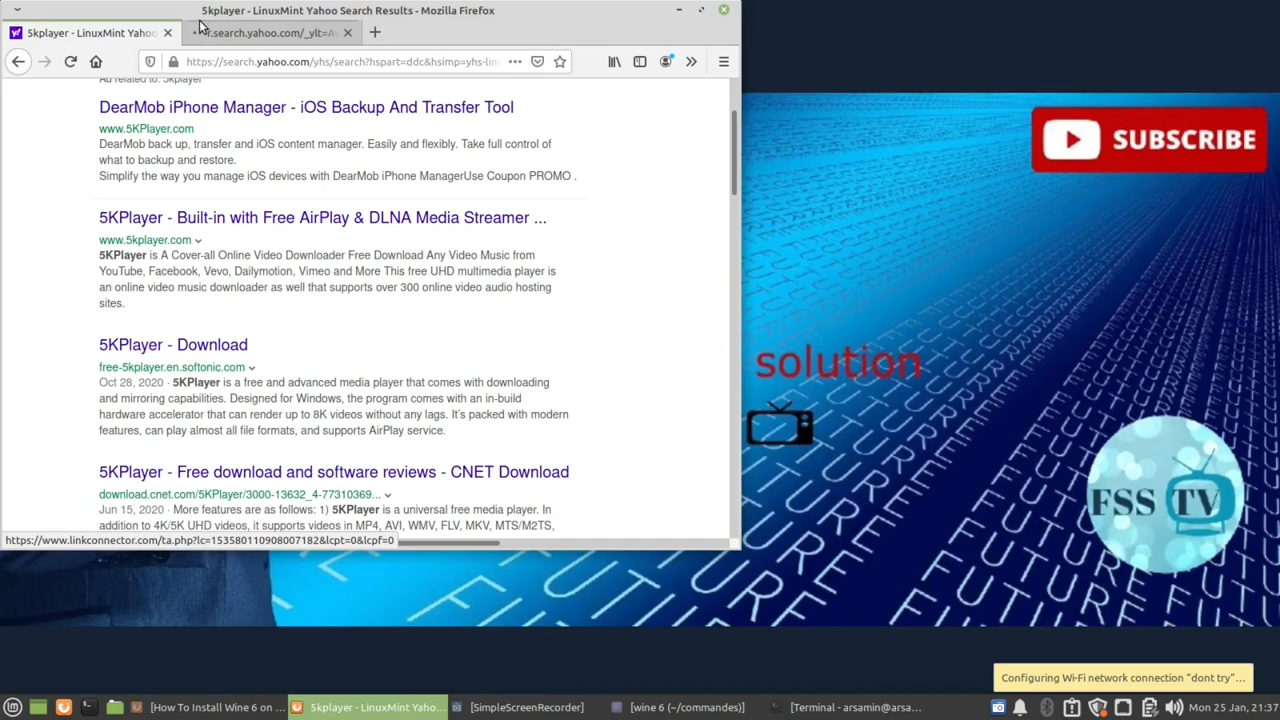 5kplayer - LinuxMint Yahoo Search Results - Mozilla Firefox
5kplayer - LinuxMint Yahoo
r.search.yahoo.com/_ylt=A
https://search.yahoo.com/yhs/search?hspart=ddc&hsimp=yhs-lin
Ad related to: 5kplayer
DearMob iPhone Manager - iOS Backup And Transfer Tool
www.5KPlayer.com
DearMob back up, transfer and iOS content manager. Easily and flexibly. Take full control of
what to backup and restore.
Simplify the way you manage iOS devices with DearMob iPhone ManagerUse Coupon PROMO .
5KPlayer - Built-in with Free AirPlay & DLNA Media Streamer ...
www.5kplayer.com
5KPlayer is A Cover-all Online Video Downloader Free Download Any Video Music from
YouTube, Facebook, Vevo, Dailymotion, Vimeo and More This free UHD multimedia player is
an online video music downloader as well that supports over 300 online video audio hosting
sites.
5KPlayer - Download
free-5kplayer.en.softonic.com
Oct 28, 2020 · 5KPlayer is a free and advanced media player that comes with downloading
and mirroring capabilities. Designed for Windows, the program comes with an in-build
hardware accelerator that can render up to 8K videos without any lags. It's packed with modern
features, can play almost all file formats, and supports AirPlay service.
5KPlayer - Free download and software reviews - CNET Download
download.cnet.com/5KPlayer/3000-13632_4-77310369...
Jun 15, 2020 · More features are as follows: 1) 5KPlayer is a universal free media player. In
addition to 4K/5K UHD videos, it supports videos in MP4, AVI, WMV, FLV, MKV, MTS/M2TS,
https://www.linkconnector.com/ta.php?lc=153580110908007182&lcpt=0&lcpf=0
SUBSCRIBE
solution
FSS TV
FUTURE
Configuring Wi-Fi network connection “dont try”...
[How To Install Wine 6 on ...
5kplayer - LinuxMint Yaho...
[SimpleScreenRecorder]
[wine 6 (~/commandes)]
[Terminal - arsamin@arsa...
Mon 25 Jan, 21:37